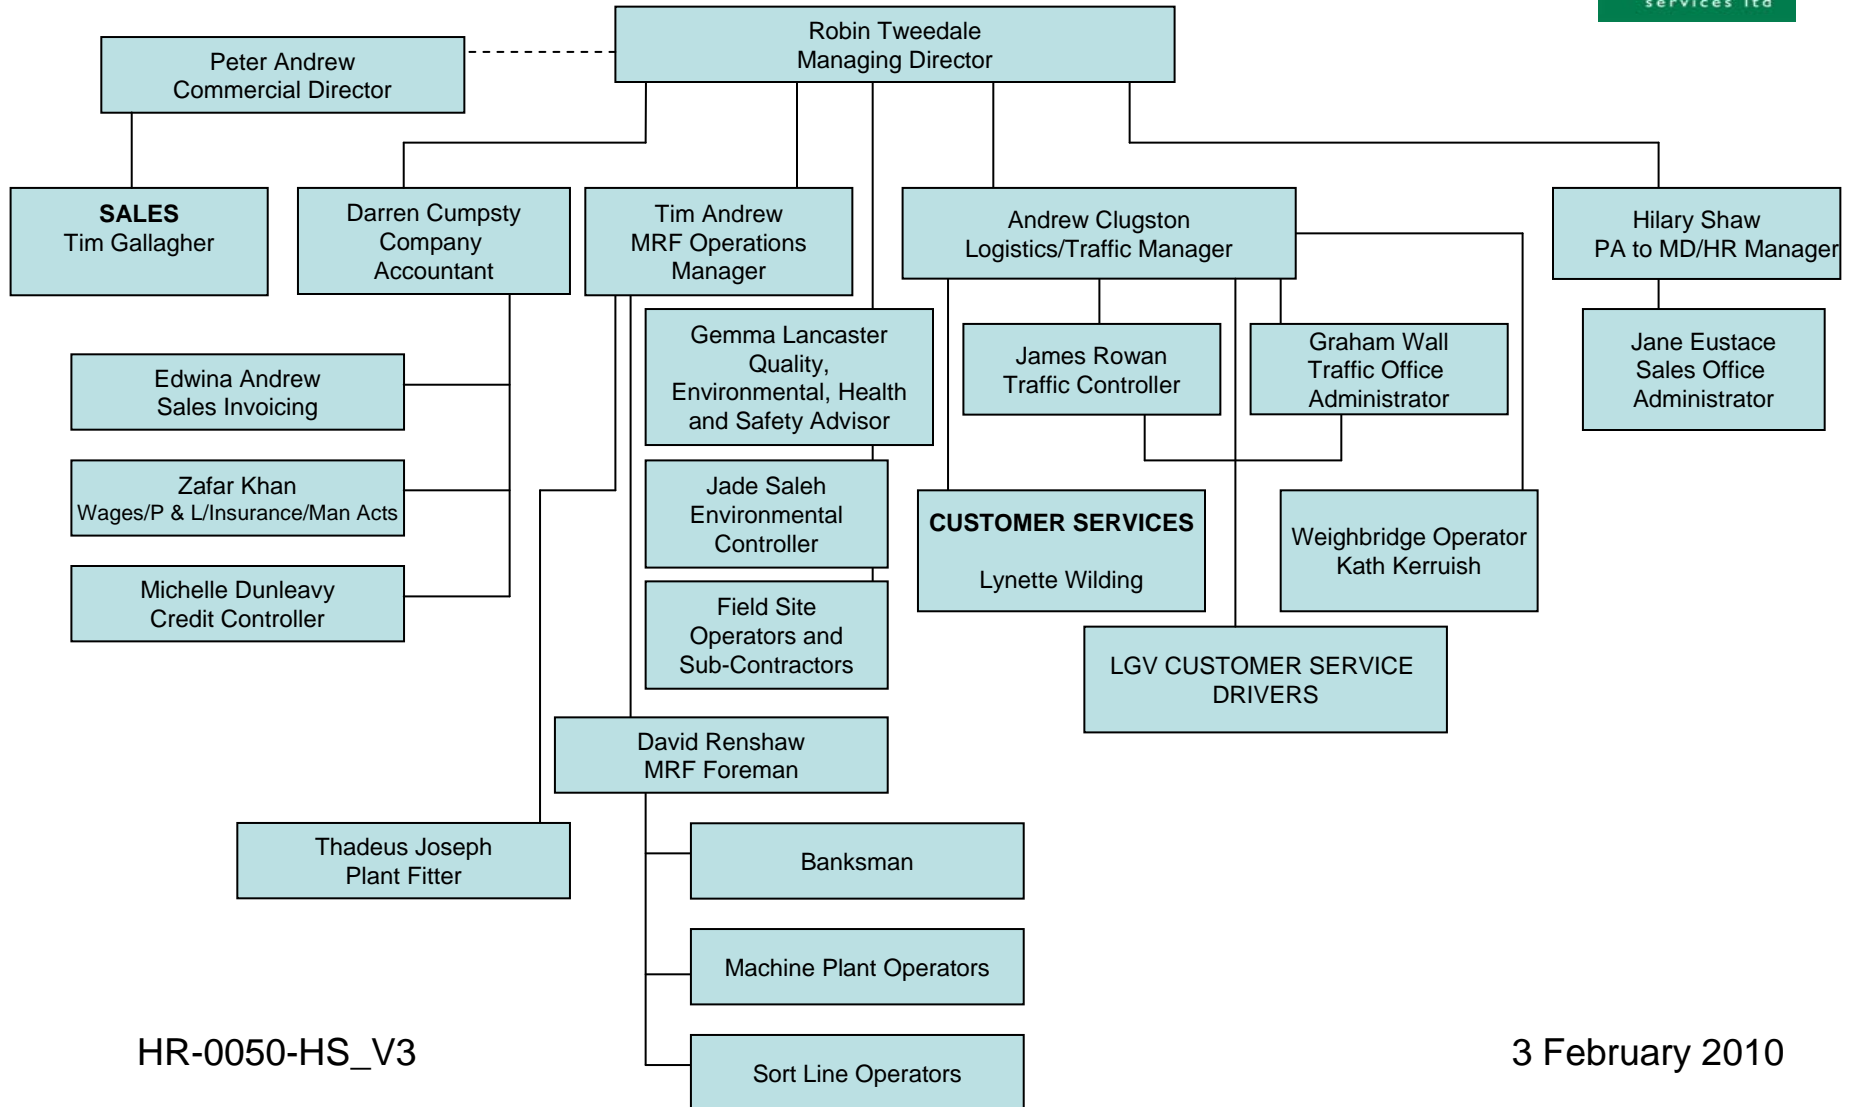 services ltd
Robin Tweedale
Managing Director
Peter Andrew
Commercial Director
SALES
Tim Gallagher
Darren Cumpsty
Company
Accountant
Tim Andrew
MRF Operations
Manager
Andrew Clugston
Logistics/Traffic Manager
Hilary Shaw
PA to MD/HR Manager
Gemma Lancaster
Quality,
Environmental, Health
and Safety Advisor
James Rowan
Traffic Controller
Graham Wall
Traffic Office
Administrator
Jane Eustace
Sales Office
Administrator
Edwina Andrew
Sales Invoicing
Zafar Khan
Wages/P & L/Insurance/Man Acts
Jade Saleh
Environmental
Controller
CUSTOMER SERVICES
Lynette Wilding
Weighbridge Operator
Kath Kerruish
Michelle Dunleavy
Credit Controller
Field Site
Operators and
Sub-Contractors
LGV CUSTOMER SERVICE
DRIVERS
David Renshaw
MRF Foreman
Thadeus Joseph
Plant Fitter
Banksman
Machine Plant Operators
Sort Line Operators
HR-0050-HS_V3
3 February 2010